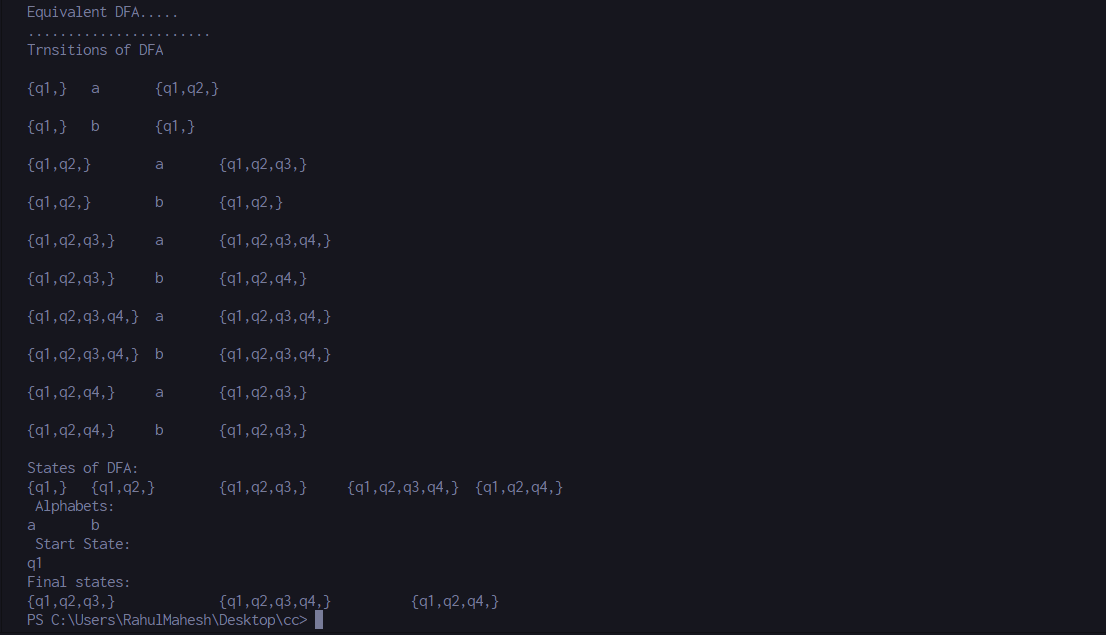 Equivalent DFA.....
.......................
Trnsitions of DFA
{q1,} a {q1,q2,}
{q1,} b {q1,}
{q1,q2,} a {q1,q2,q3,}
{q1,q2,} b {q1,q2,}
{q1,q2,q3,} a {q1,q2,q3,q4,}
{q1,q2,q3,} b {q1,q2,q4,}
{q1,q2,q3,q4,} a {q1,q2,q3,q4,}
{q1,q2,q3,q4,} b {q1,q2,q3,q4,}
{q1,q2,q4,} a {q1,q2,q3,}
{q1,q2,q4,} b {q1,q2,q3,}
States of DFA:
{q1,} {q1,q2,} {q1,q2,q3,} {q1,q2,q3,q4,} {q1,q2,q4,}
Alphabets:
a b
Start State:
q1
Final states:
{q1,q2,q3,} {q1,q2,q3,q4,} {q1,q2,q4,}
PS C:\Users\RahulMahesh\Desktop\cc>